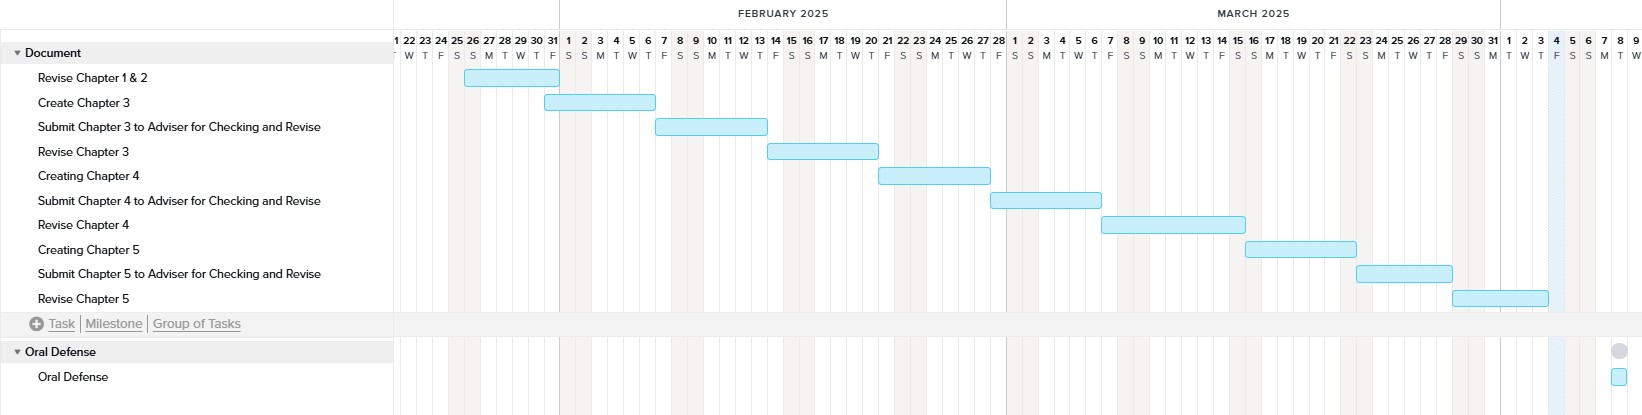 FEBRUARY 2025 MARCH 2025
1 22 23 24 25 26 27 28 29 30 31 1 2 3 4 5 6 7 8 9 10 11 12 13 14 15 16 17 18 19 20 21 22 23 24 25 26 27 28 1 2 3 4 5 6 7 8 9 10 11 12 13 14 15 16 17 18 19 20 21 22 23 24 25 26 27 28 29 30 31 1 2 3 4 5 6 7 8 9
T W T F S S M T W T F S S M T W T F S S M T W T F S S M T W T F S S M T W T F S S M T W T F S S M T W T F S S M T W T F S S M T W T F S S M T W T F S S M T W
Document
Revise Chapter 1 & 2
Create Chapter 3
Submit Chapter 3 to Adviser for Checking and Revise
Revise Chapter 3
Creating Chapter 4
Submit Chapter 4 to Adviser for Checking and Revise
Revise Chapter 4
Creating Chapter 5
Submit Chapter 5 to Adviser for Checking and Revise
Revise Chapter 5
Task | Milestone | Group of Tasks
Oral Defense
Oral Defense